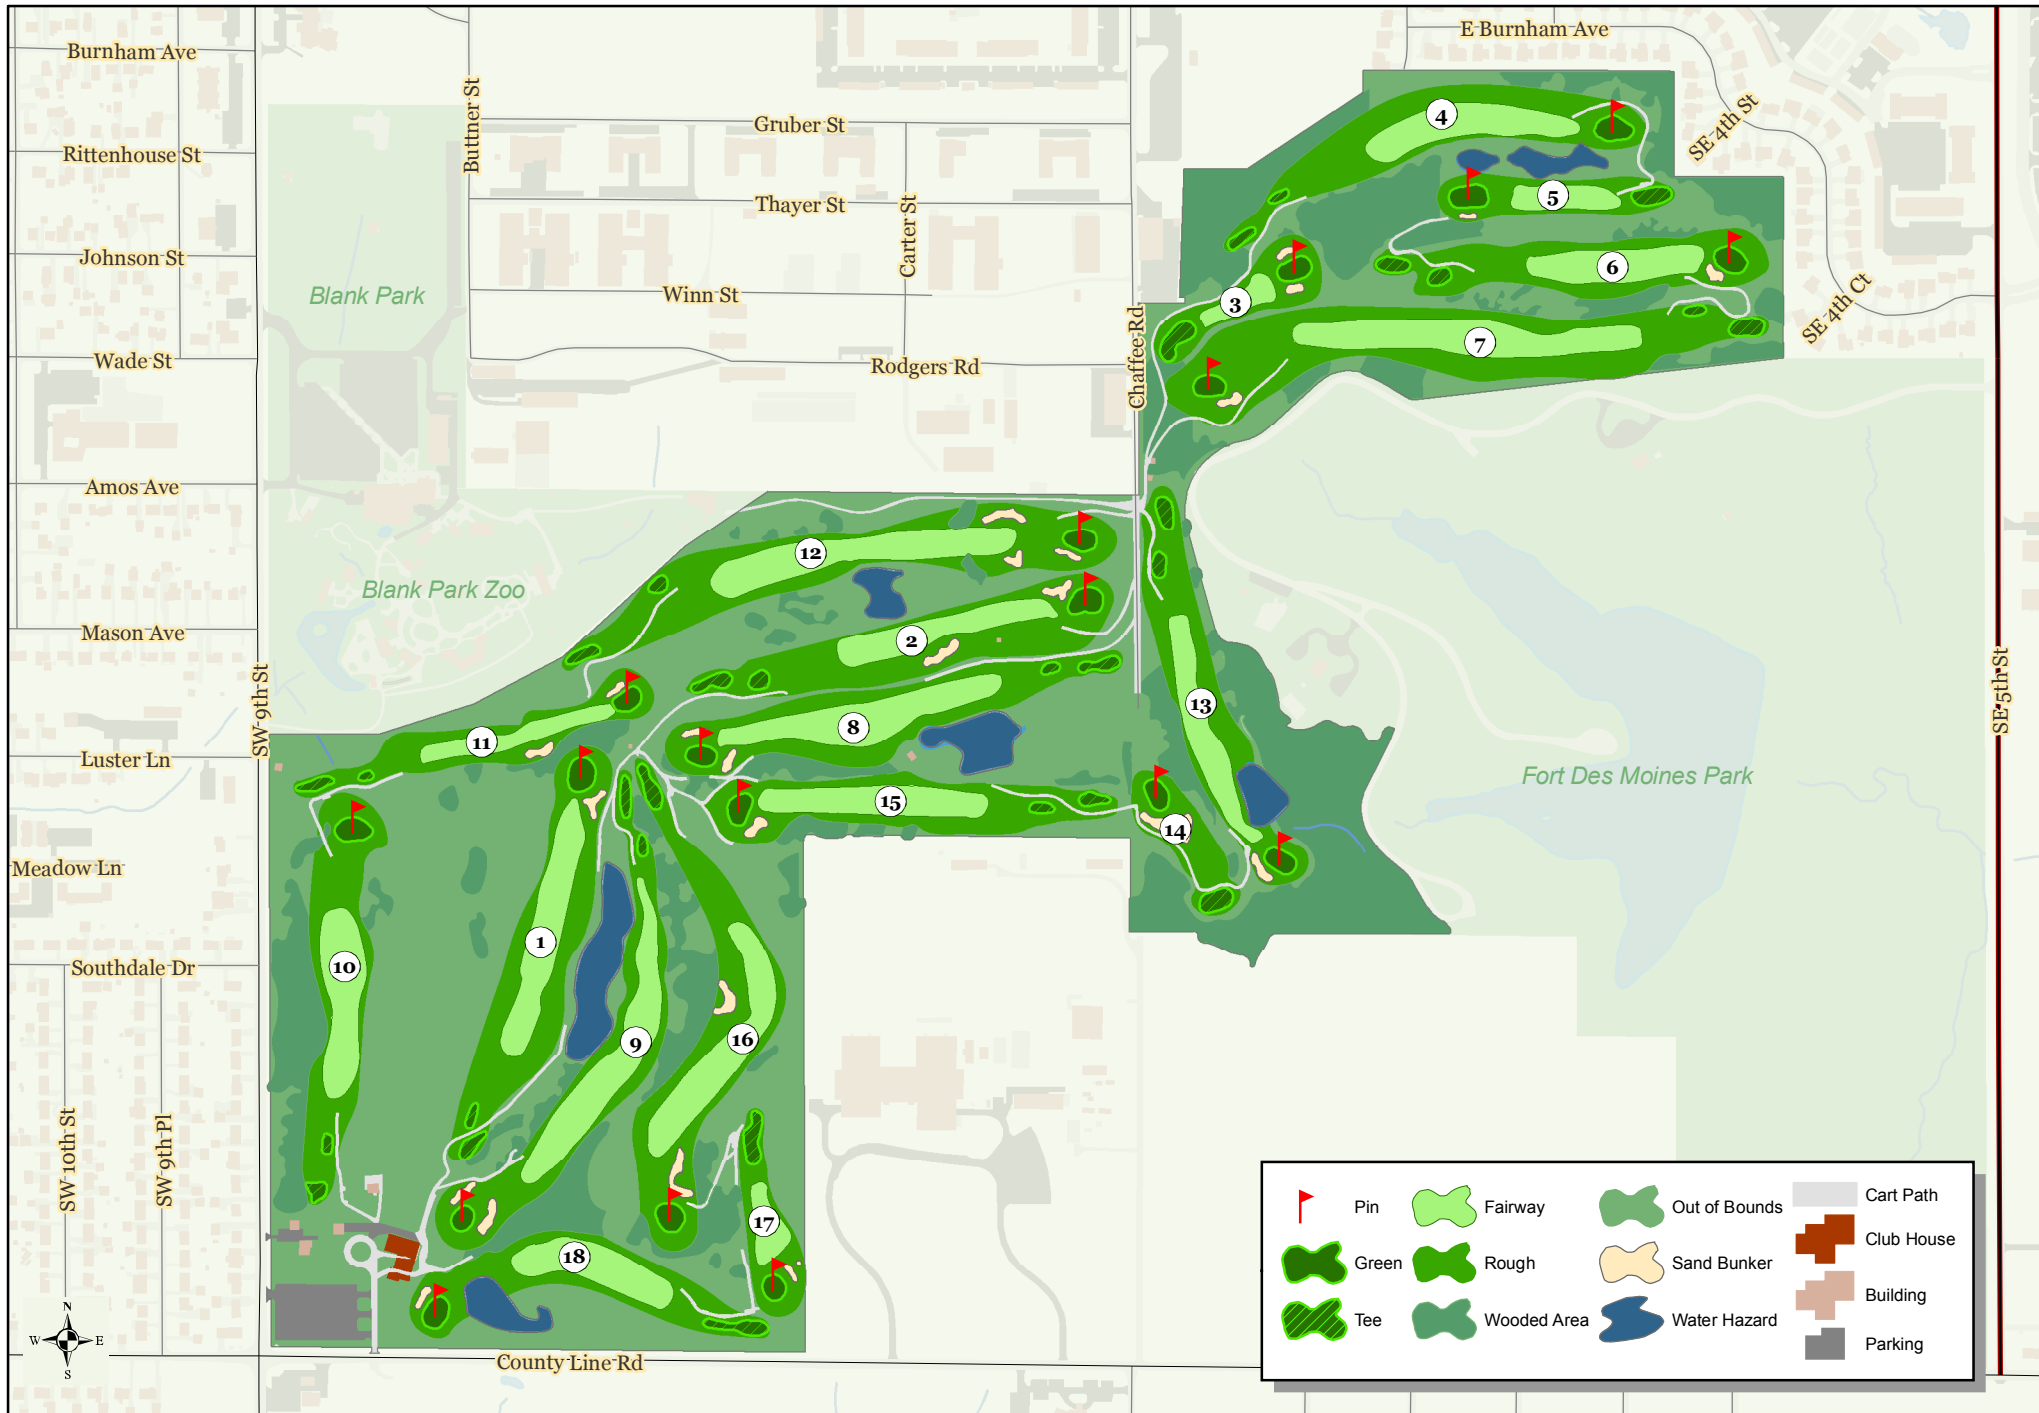 Burnham Ave
E Burnham Ave
Rittenhouse St
Johnson St
Wade St
Amos Ave
Mason Ave
Luster Ln
Meadow Ln
Southdale Dr
SW 10th St
SW 9th Pl
SW 9th St
Buttner St
Gruber St
Thayer St
Carter St
Winn St
Rodgers Rd
Chaffee Rd
SE 4th St
SE 4th Ct
SE 5th St
County Line Rd
Blank Park
Blank Park Zoo
Fort Des Moines Park
4
5
3
6
7
12
2
8
11
13
15
14
10
1
9
16
17
18
N
W
E
S
Pin
Fairway
Out of Bounds
Cart Path
Green
Rough
Sand Bunker
Club House
Tee
Wooded Area
Water Hazard
Building
Parking